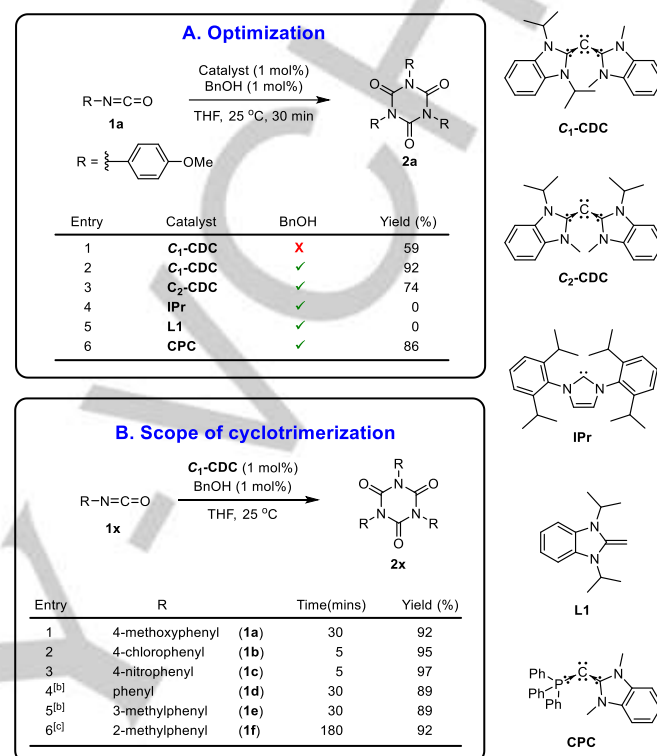 A. Optimization
R–N=C=O
1a
Catalyst (1 mol%)
BnOH (1 mol%)
THF, 25 °C, 30 min
R
O N O
N N
R O R
2a
R = OMe
Entry Catalyst BnOH Yield (%)
1 C1-CDC X 59
2 C1-CDC ✓ 92
3 C2-CDC ✓ 74
4 IPr ✓ 0
5 L1 ✓ 0
6 CPC ✓ 86
B. Scope of cyclotrimerization
R–N=C=O
1x
C1-CDC (1 mol%)
BnOH (1 mol%)
THF, 25 °C
R
O N O
N N
R O R
2x
Entry R Time(mins) Yield (%)
1 4-methoxyphenyl (1a) 30 92
2 4-chlorophenyl (1b) 5 95
3 4-nitrophenyl (1c) 5 97
4[b] phenyl (1d) 30 89
5[b] 3-methylphenyl (1e) 30 89
6[c] 2-methylphenyl (1f) 180 92
N C N
N N
C1-CDC
N C N
N N
C2-CDC
N N
IPr
N
N
L1
Ph P C N
Ph Ph N
CPC